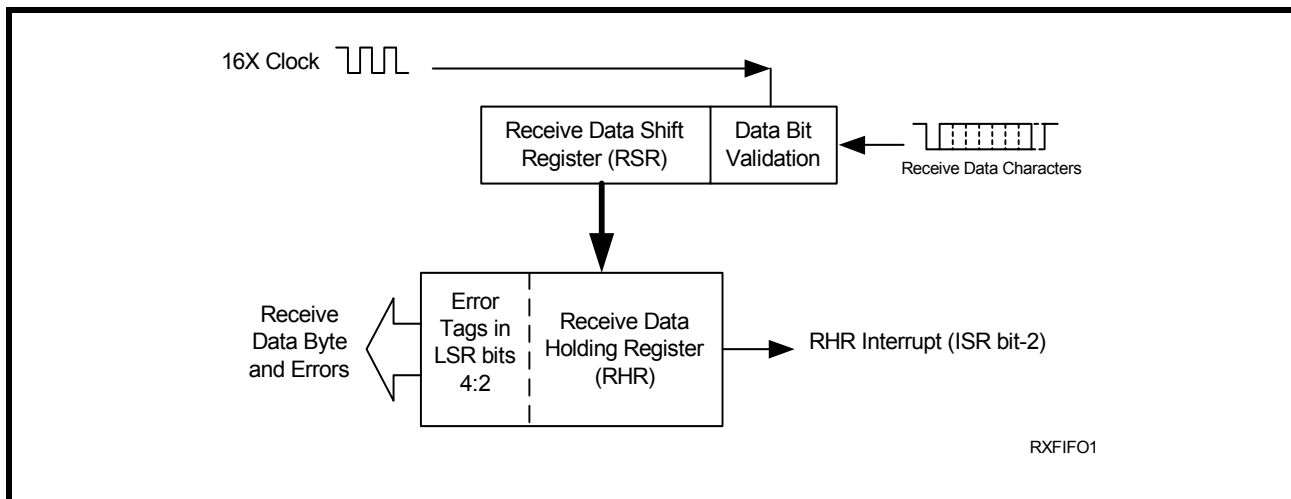 16X Clock
Receive Data Shift
Register (RSR)
Data Bit
Validation
Receive Data Characters
Receive
Data Byte
and Errors
Error
Tags in
LSR bits
4:2
Receive Data
Holding Register
(RHR)
RHR Interrupt (ISR bit-2)
RXFIFO1